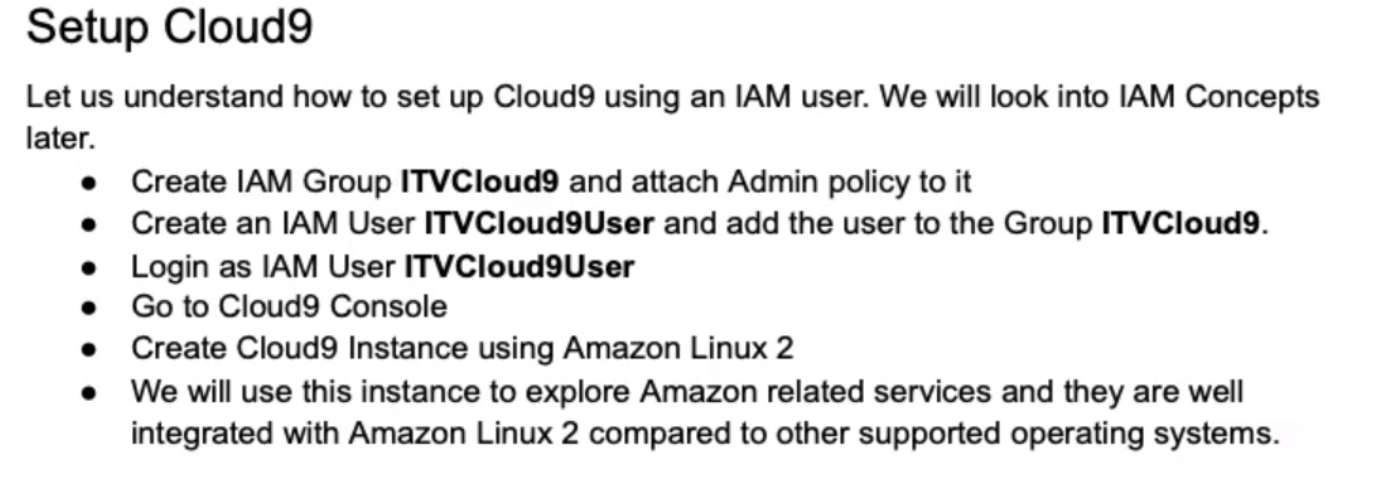 Setup Cloud9
Let us understand how to set up Cloud9 using an IAM user. We will look into IAM Concepts
later.
● Create IAM Group ITVCloud9 and attach Admin policy to it
● Create an IAM User ITVCloud9User and add the user to the Group ITVCloud9.
● Login as IAM User ITVCloud9User
● Go to Cloud9 Console
● Create Cloud9 Instance using Amazon Linux 2
● We will use this instance to explore Amazon related services and they are well
integrated with Amazon Linux 2 compared to other supported operating systems.